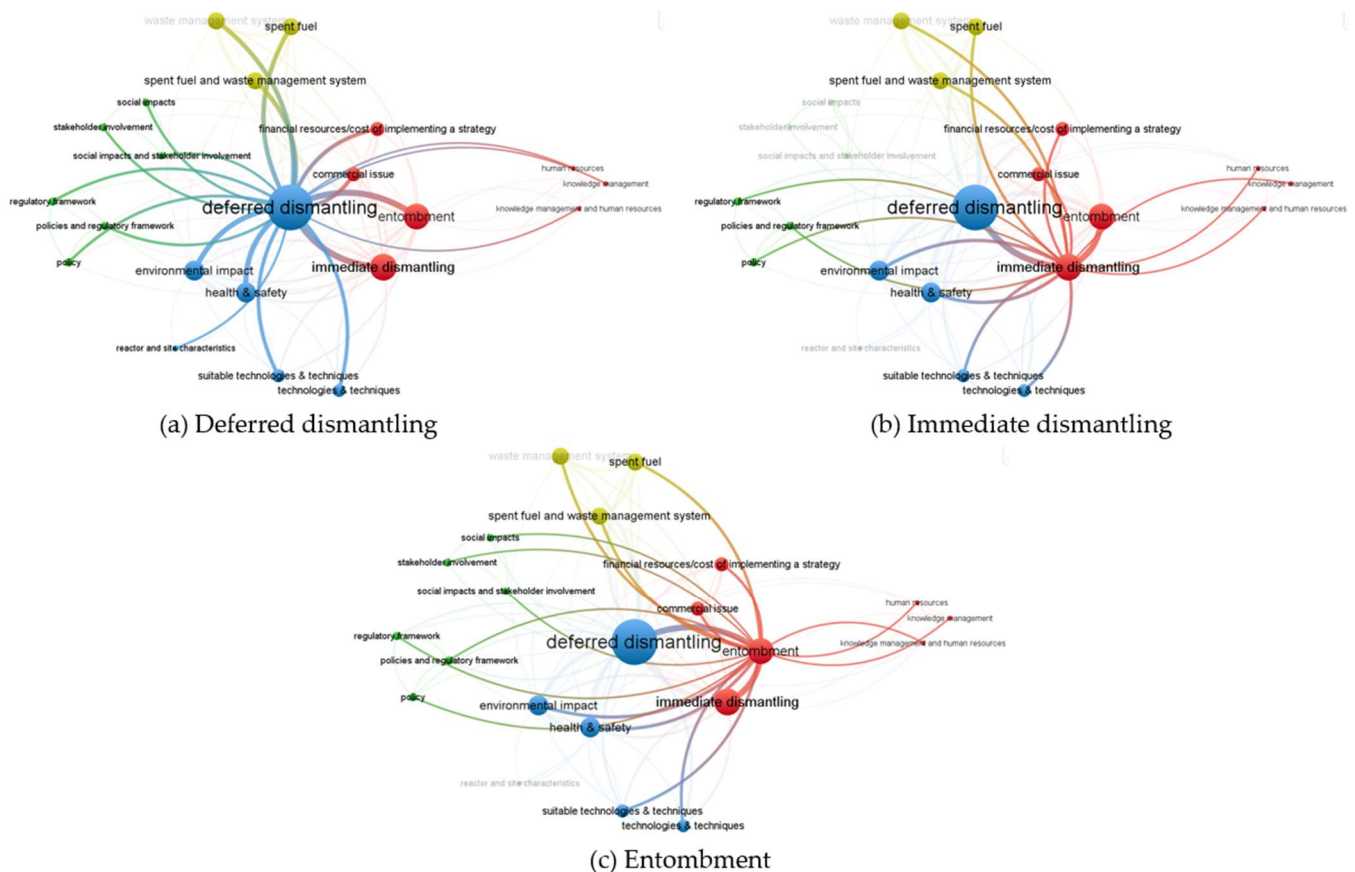 waste management system
spent fuel
spent fuel and waste management system
social impacts
financial resources/cost of implementing a strategy
stakeholder involvement
social impacts and stakeholder involvement
human resources
commercial issue
knowledge management
regulatory framework
deferred dismantling
knowledge management and human resources
entombment
policies and regulatory framework
policy
environmental impact
immediate dismantling
health & safety
reactor and site characteristics
suitable technologies & techniques
technologies & techniques
(a) Deferred dismantling
waste management system
spent fuel
spent fuel and waste management system
social impacts
financial resources/cost of implementing a strategy
stakeholder involvement
social impacts and stakeholder involvement
human resources
commercial issue
knowledge management
regulatory framework
deferred dismantling
knowledge management and human resources
entombment
policies and regulatory framework
policy
environmental impact
immediate dismantling
health & safety
reactor and site characteristics
suitable technologies & techniques
technologies & techniques
(b) Immediate dismantling
waste management system
spent fuel
spent fuel and waste management system
social impacts
stakeholder involvement
financial resources/cost of implementing a strategy
social impacts and stakeholder involvement
human resources
commercial issue
knowledge management
regulatory framework
deferred dismantling
knowledge management and human resources
entombment
policies and regulatory framework
policy
environmental impact
immediate dismantling
health & safety
reactor and site characteristics
suitable technologies & techniques
technologies & techniques
(c) Entombment